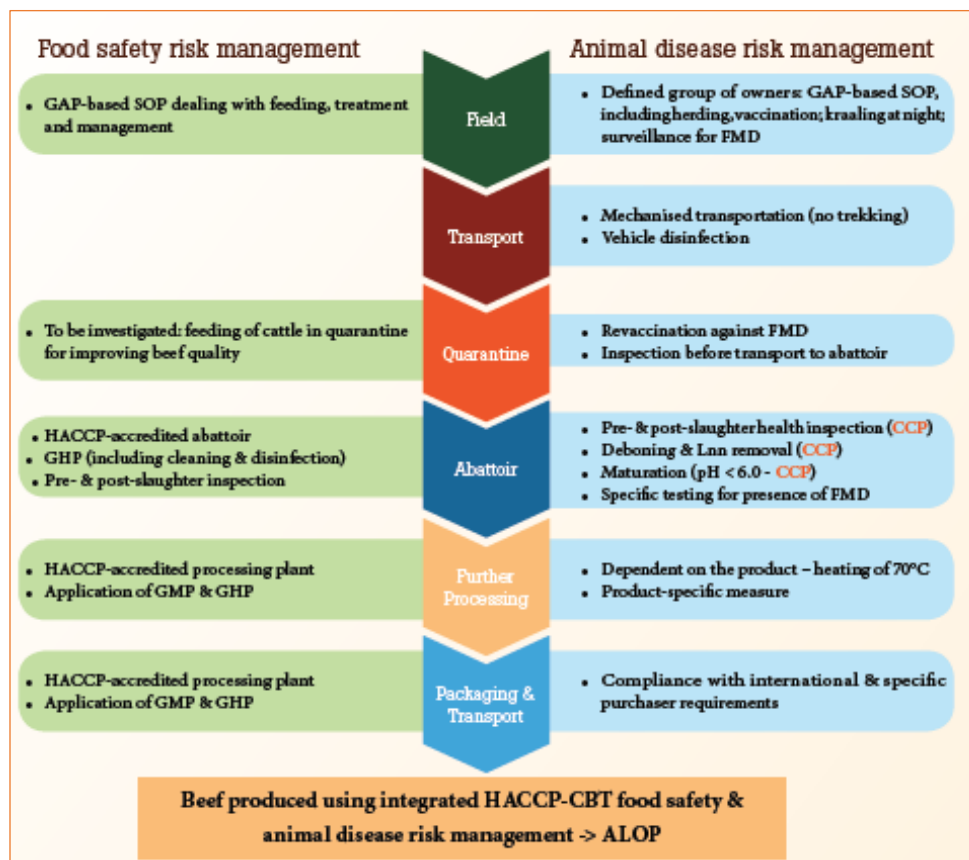 Food safety risk management
Animal disease risk management
• GAP-based SOP dealing with feeding, treatment
and management
Field
• Defined group of owners: GAP-based SOP,
including herding, vaccination; kraaling at night;
surveillance for FMD
Transport
• Mechanised transportation (no trekking)
• Vehicle disinfection
• To be investigated: feeding of cattle in quarantine
for improving beef quality
Quarantine
• Revaccination against FMD
• Inspection before transport to abattoir
• HACCP-accredited abattoir
• GHP (including cleaning & disinfection)
• Pre- & post-slaughter inspection
Abattoir
• Pre- & post-slaughter health inspection (CCP)
• Deboning & Lnn removal (CCP)
• Maturation (pH < 6.0 - CCP)
• Specific testing for presence of FMD
• HACCP-accredited processing plant
• Application of GMP & GHP
Further
Processing
• Dependent on the product – heating of 70°C
• Product-specific measure
• HACCP-accredited processing plant
• Application of GMP & GHP
Packaging &
Transport
• Compliance with international & specific
purchaser requirements
Beef produced using integrated HACCP-CBT food safety &
animal disease risk management -> ALOP